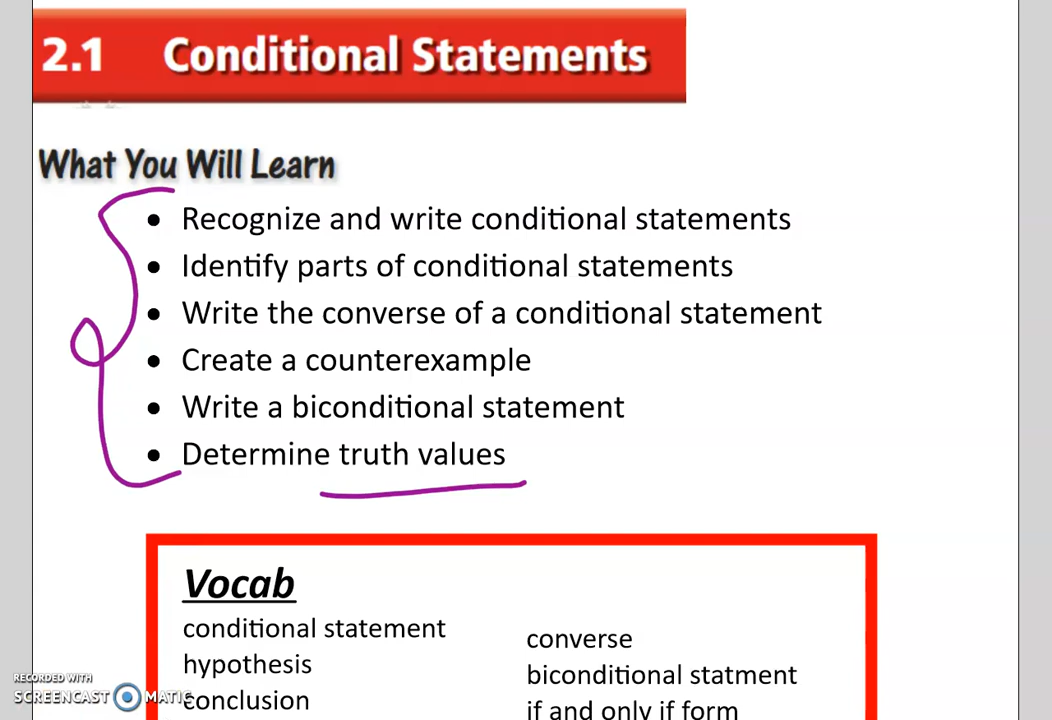 2.1 Conditional Statements
What You Will Learn
• Recognize and write conditional statements
• Identify parts of conditional statements
• Write the converse of a conditional statement
• Create a counterexample
• Write a biconditional statement
• Determine truth values
Vocab
conditional statement
hypothesis
conclusion
converse
biconditional statment
if and only if form
RECORDED WITH
SCREENCAST MATIC